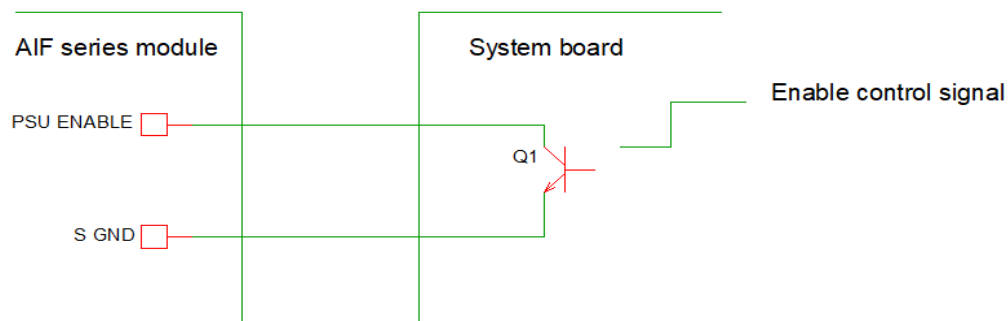 AIF series module
System board
Enable control signal
PSU ENABLE
Q1
S GND